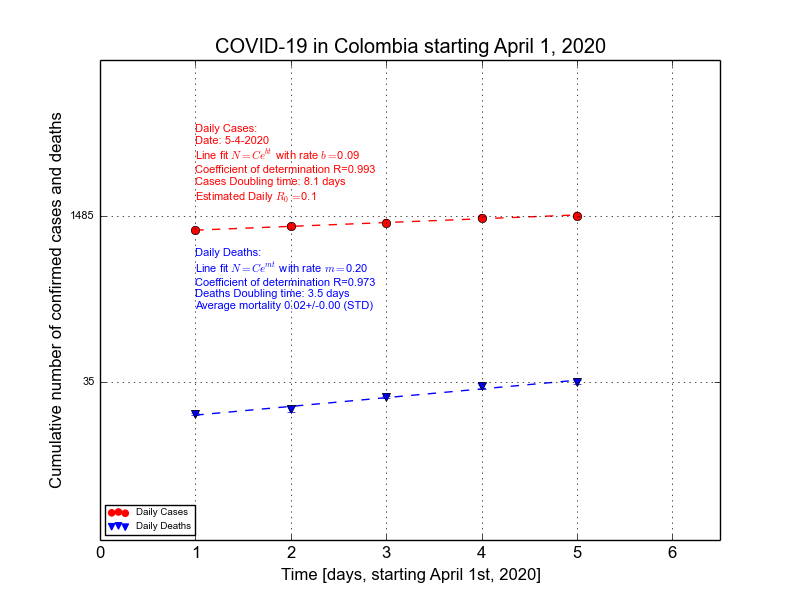 COVID-19 in Colombia starting April 1, 2020
Cumulative number of confirmed cases and deaths
Daily Cases:
Date: 5-4-2020
Line fit N=Ce^{bt} with rate b=0.09
Coefficient of determination R=0.993
Cases Doubling time: 8.1 days
Estimated Daily R_0=0.1
1485
Daily Deaths:
Line fit N=Ce^{mt} with rate m=0.20
Coefficient of determination R=0.973
Deaths Doubling time: 3.5 days
Average mortality 0.02+/-0.00 (STD)
35
Daily Cases
Daily Deaths
0 1 2 3 4 5 6
Time [days, starting April 1st, 2020]